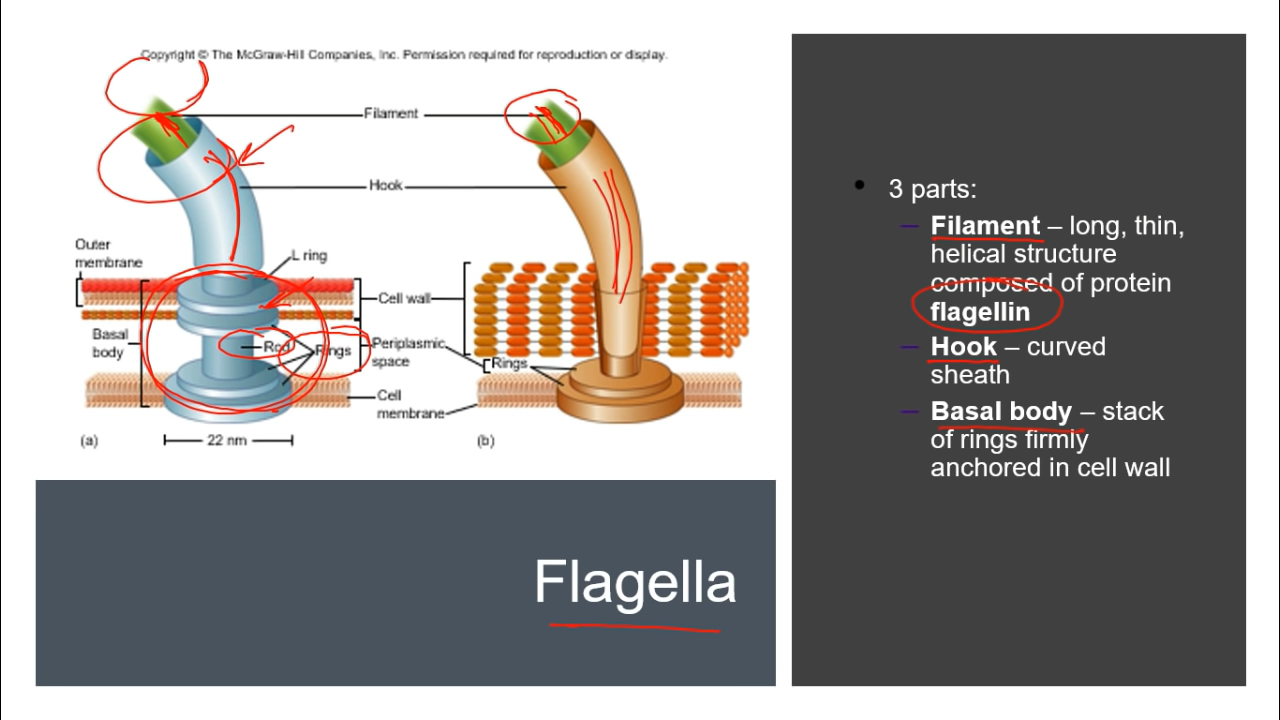 Copyright © The McGraw-Hill Companies, Inc. Permission required for reproduction or display.
Filament
Hook
Outer
membrane
L ring
Cell wall
Basal
body
Rod
Rings
Periplasmic
space
Rings
Cell
membrane
(a)
22 nm
(b)
Flagella
• 3 parts:
– Filament – long, thin,
helical structure
composed of protein
flagellin
– Hook – curved
sheath
– Basal body – stack
of rings firmly
anchored in cell wall